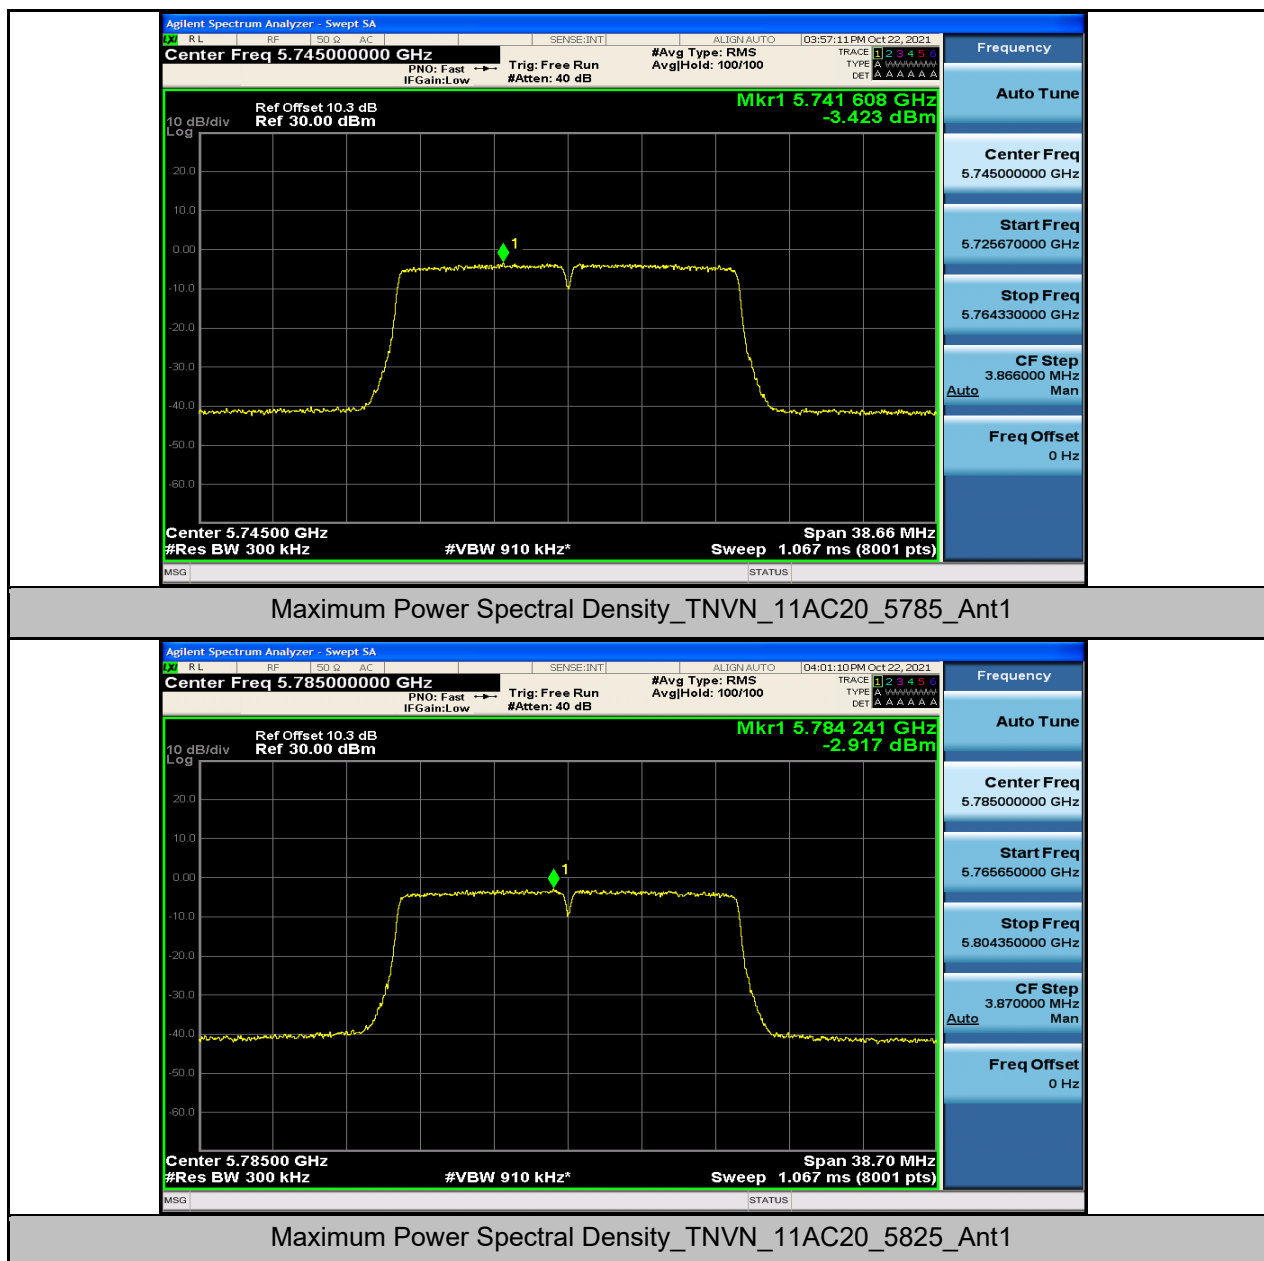 Agilent Spectrum Analyzer - Swept SA
LXI RL RF 50 Ω AC SENSE:INT ALIGN AUTO 03:57:11 PM Oct 22, 2021
Center Freq 5.745000000 GHz
PNO: Fast
IFGain:Low
Trig: Free Run
#Atten: 40 dB
#Avg Type: RMS
Avg|Hold: 100/100
TRACE 1 2 3 4 5 6
TYPE A WWWWW
DET A A A A A A
Ref Offset 10.3 dB
Ref 30.00 dBm
10 dB/div
Log
Mkr1 5.741 608 GHz
-3.423 dBm
20.0
10.0
0.00
-10.0
-20.0
-30.0
-40.0
-50.0
-60.0
1
Center 5.74500 GHz
Span 38.66 MHz
#Res BW 300 kHz
#VBW 910 kHz*
Sweep 1.067 ms (8001 pts)
MSG
STATUS
Frequency
Auto Tune
Center Freq
5.745000000 GHz
Start Freq
5.725670000 GHz
Stop Freq
5.764330000 GHz
CF Step
3.866000 MHz
Auto Man
Freq Offset
0 Hz
Maximum Power Spectral Density_TNVN_11AC20_5785_Ant1
Agilent Spectrum Analyzer - Swept SA
LXI RL RF 50 Ω AC SENSE:INT ALIGN AUTO 04:01:10 PM Oct 22, 2021
Center Freq 5.785000000 GHz
PNO: Fast
IFGain:Low
Trig: Free Run
#Atten: 40 dB
#Avg Type: RMS
Avg|Hold: 100/100
TRACE 1 2 3 4 5 6
TYPE A WWWWW
DET A A A A A A
Ref Offset 10.3 dB
Ref 30.00 dBm
10 dB/div
Log
Mkr1 5.784 241 GHz
-2.917 dBm
20.0
10.0
0.00
-10.0
-20.0
-30.0
-40.0
-50.0
-60.0
1
Center 5.78500 GHz
Span 38.70 MHz
#Res BW 300 kHz
#VBW 910 kHz*
Sweep 1.067 ms (8001 pts)
MSG
STATUS
Frequency
Auto Tune
Center Freq
5.785000000 GHz
Start Freq
5.765650000 GHz
Stop Freq
5.804350000 GHz
CF Step
3.870000 MHz
Auto Man
Freq Offset
0 Hz
Maximum Power Spectral Density_TNVN_11AC20_5825_Ant1